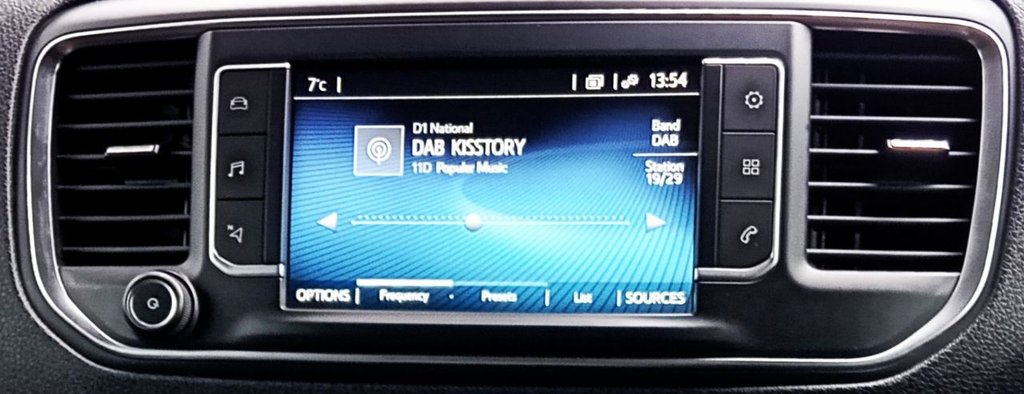 7°c
13:54
D1 National
DAB KISSTORY
11D Popular Music
Band
DAB
Station
19/29
N
OPTIONS Frequency Presets List SOURCES